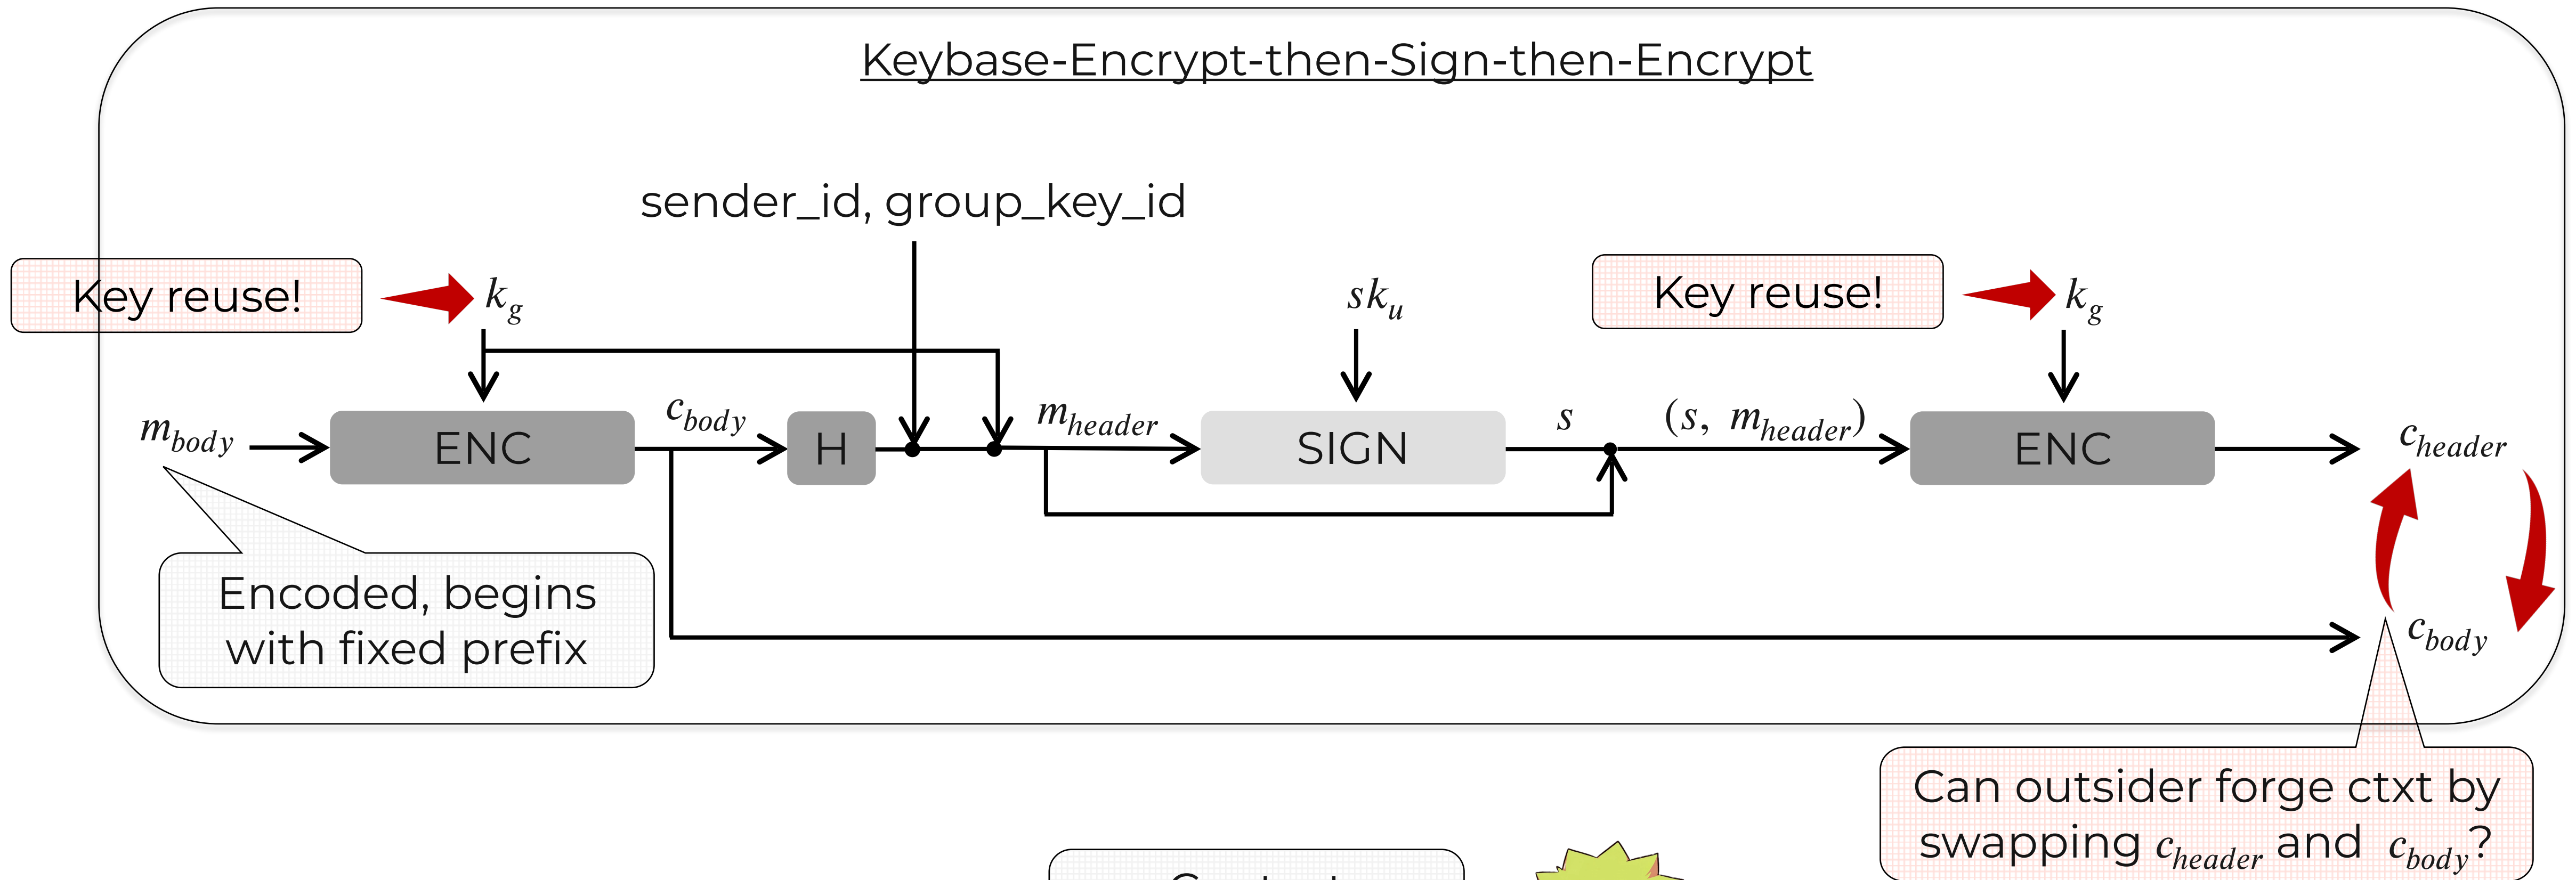 Keybase-Encrypt-then-Sign-then-Encrypt
sender_id, group_key_id
Key reuse!
k_g
sk_u
Key reuse!
k_g
m_body
ENC
c_body
H
m_header
SIGN
s
(s, m_header)
ENC
c_header
Encoded, begins
with fixed prefix
c_body
Can outsider forge ctxt by
swapping c_header and c_body?